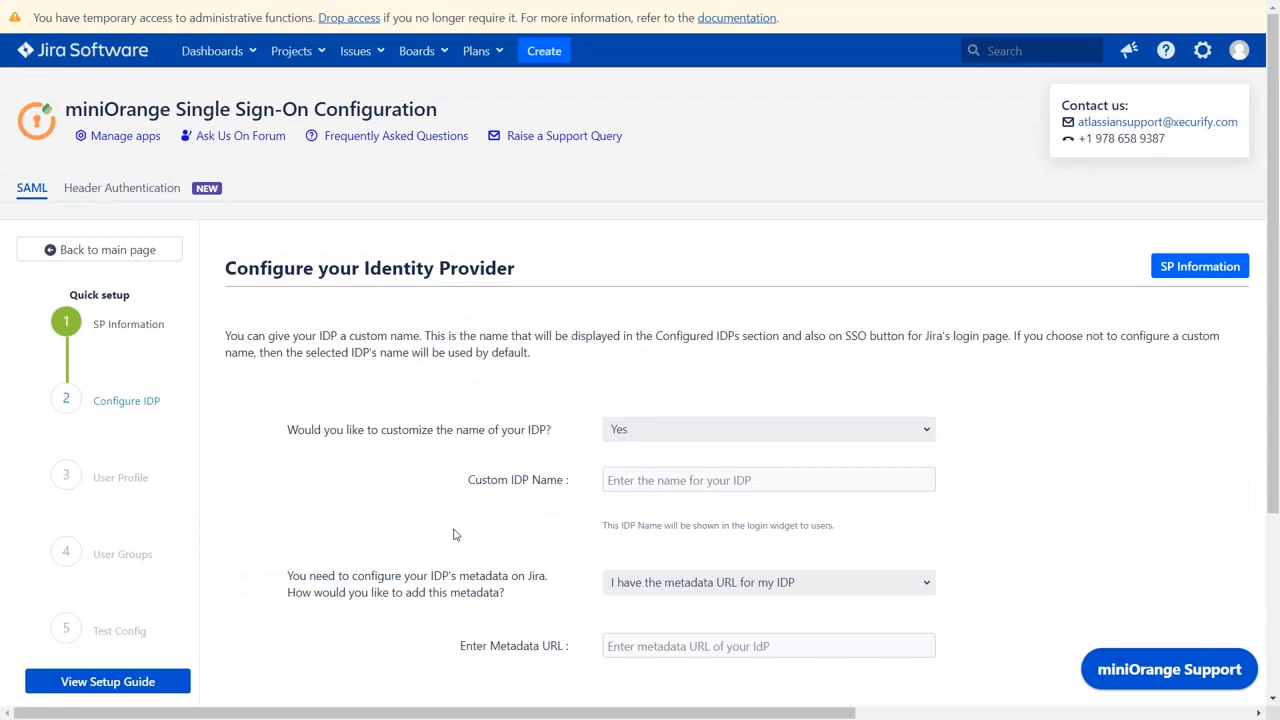 You have temporary access to administrative functions. Drop access if you no longer require it. For more information, refer to the documentation.
Jira Software Dashboards Projects Issues Boards Plans Create Search
miniOrange Single Sign-On Configuration
Manage apps Ask Us On Forum Frequently Asked Questions Raise a Support Query
Contact us:
atlassiansupport@xecurify.com
+1 978 658 9387
SAML Header Authentication NEW
Back to main page
Quick setup
1 SP Information
2 Configure IDP
3 User Profile
4 User Groups
5 Test Config
View Setup Guide
Configure your Identity Provider
SP Information
You can give your IDP a custom name. This is the name that will be displayed in the Configured IDPs section and also on SSO button for Jira's login page. If you choose not to configure a custom
name, then the selected IDP's name will be used by default.
Would you like to customize the name of your IDP? Yes
Custom IDP Name : Enter the name for your IDP
This IDP Name will be shown in the login widget to users.
You need to configure your IDP's metadata on Jira.
How would you like to add this metadata?
I have the metadata URL for my IDP
Enter Metadata URL : Enter metadata URL of your IdP
miniOrange Support